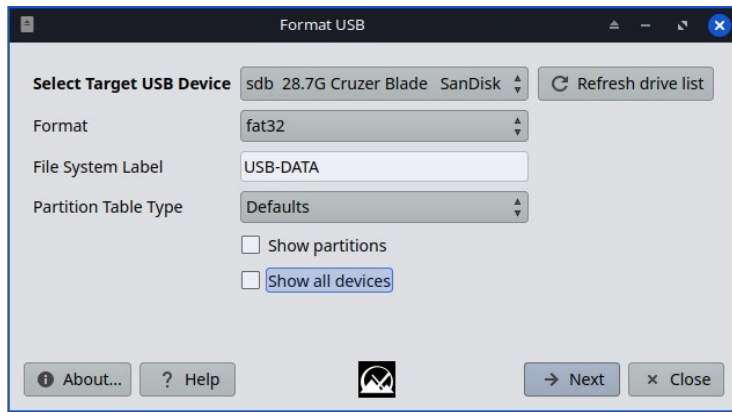 Format USB
Select Target USB Device sdb 28.7G Cruzer Blade SanDisk Refresh drive list
Format fat32
File System Label USB-DATA
Partition Table Type Defaults
Show partitions
Show all devices
About... ? Help Next Close